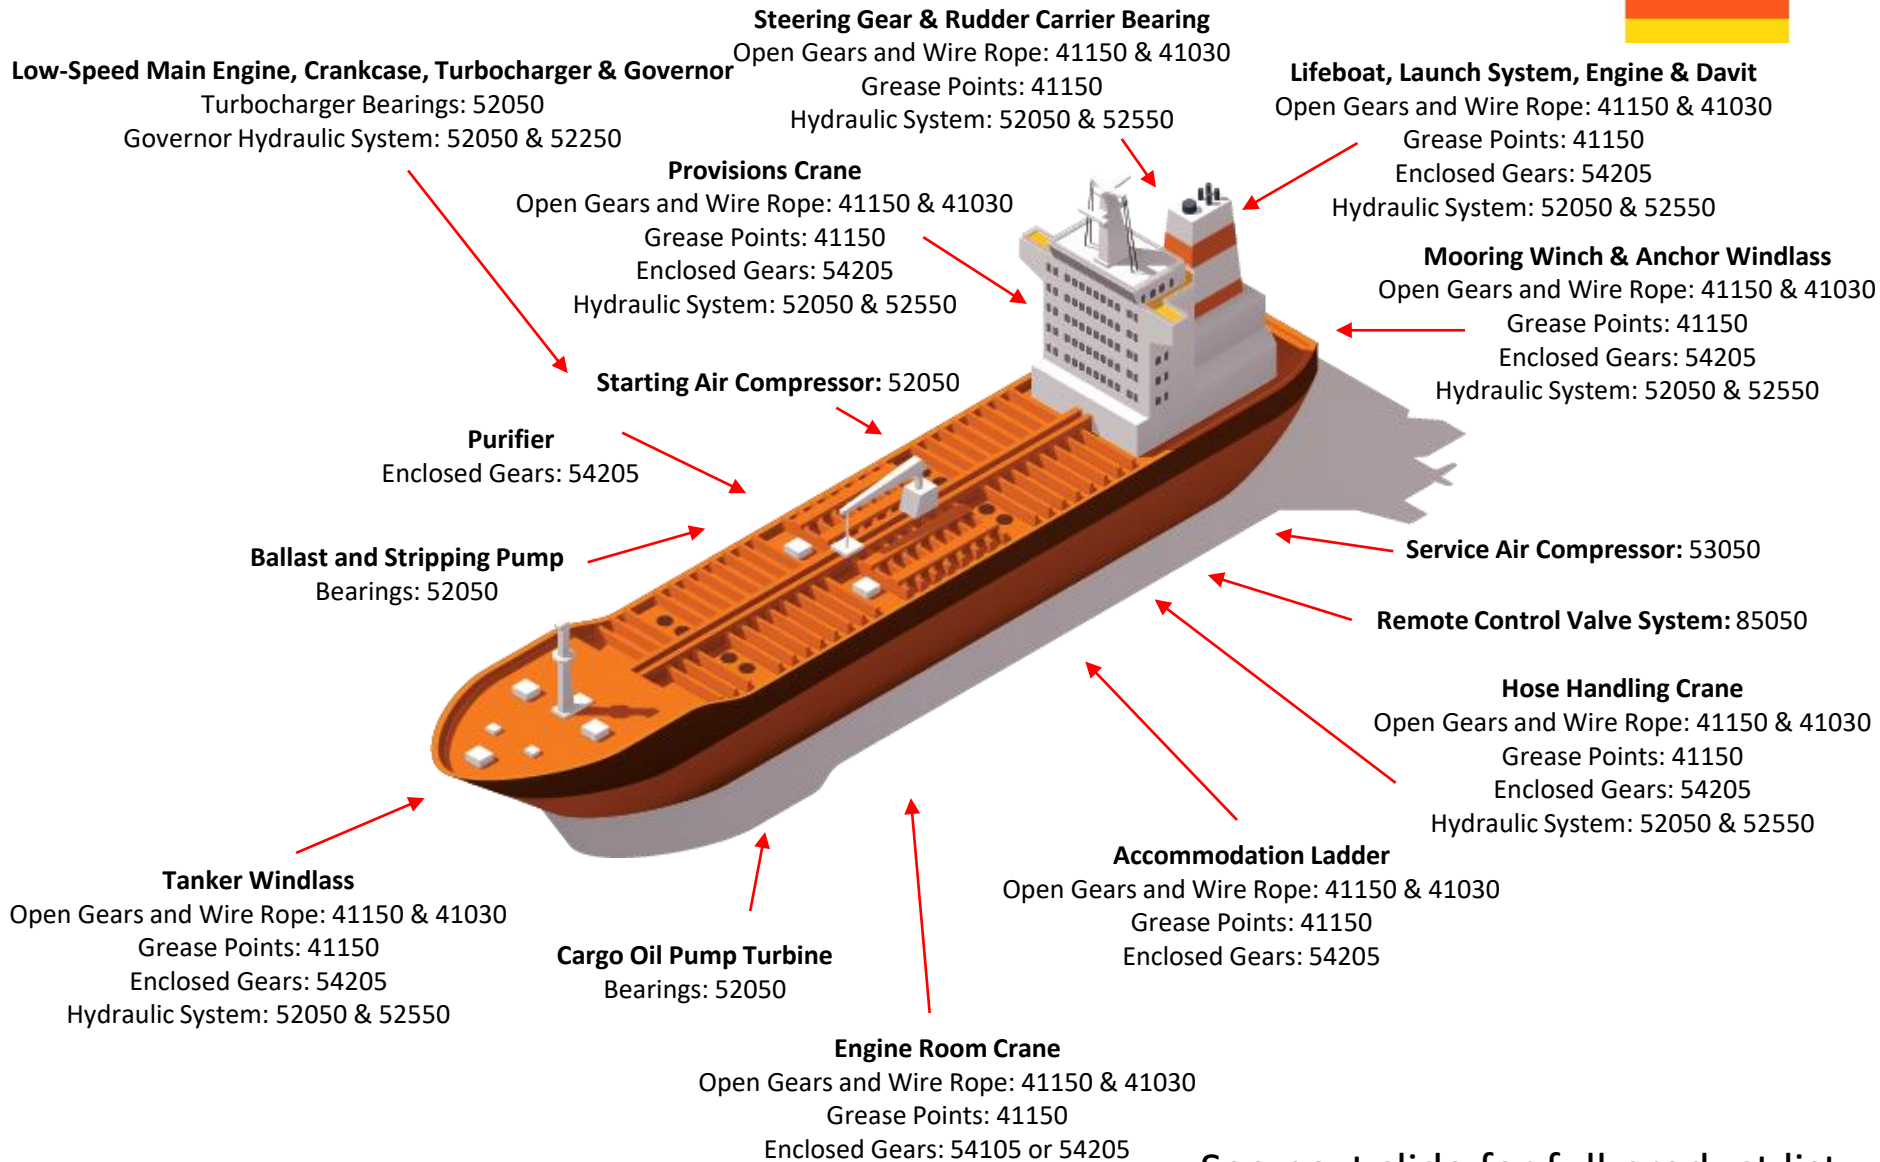 Steering Gear & Rudder Carrier Bearing
Open Gears and Wire Rope: 41150 & 41030
Grease Points: 41150
Hydraulic System: 52050 & 52550
Low-Speed Main Engine, Crankcase, Turbocharger & Governor
Turbocharger Bearings: 52050
Governor Hydraulic System: 52050 & 52250
Lifeboat, Launch System, Engine & Davit
Open Gears and Wire Rope: 41150 & 41030
Grease Points: 41150
Enclosed Gears: 54205
Hydraulic System: 52050 & 52550
Provisions Crane
Open Gears and Wire Rope: 41150 & 41030
Grease Points: 41150
Enclosed Gears: 54205
Hydraulic System: 52050 & 52550
Mooring Winch & Anchor Windlass
Open Gears and Wire Rope: 41150 & 41030
Grease Points: 41150
Enclosed Gears: 54205
Hydraulic System: 52050 & 52550
Starting Air Compressor: 52050
Purifier
Enclosed Gears: 54205
Ballast and Stripping Pump
Bearings: 52050
Service Air Compressor: 53050
Remote Control Valve System: 85050
Hose Handling Crane
Open Gears and Wire Rope: 41150 & 41030
Grease Points: 41150
Enclosed Gears: 54205
Hydraulic System: 52050 & 52550
Accommodation Ladder
Open Gears and Wire Rope: 41150 & 41030
Grease Points: 41150
Enclosed Gears: 54205
Tanker Windlass
Open Gears and Wire Rope: 41150 & 41030
Grease Points: 41150
Enclosed Gears: 54205
Hydraulic System: 52050 & 52550
Cargo Oil Pump Turbine
Bearings: 52050
Engine Room Crane
Open Gears and Wire Rope: 41150 & 41030
Grease Points: 41150
Enclosed Gears: 54105 or 54205
See next slide for full product list